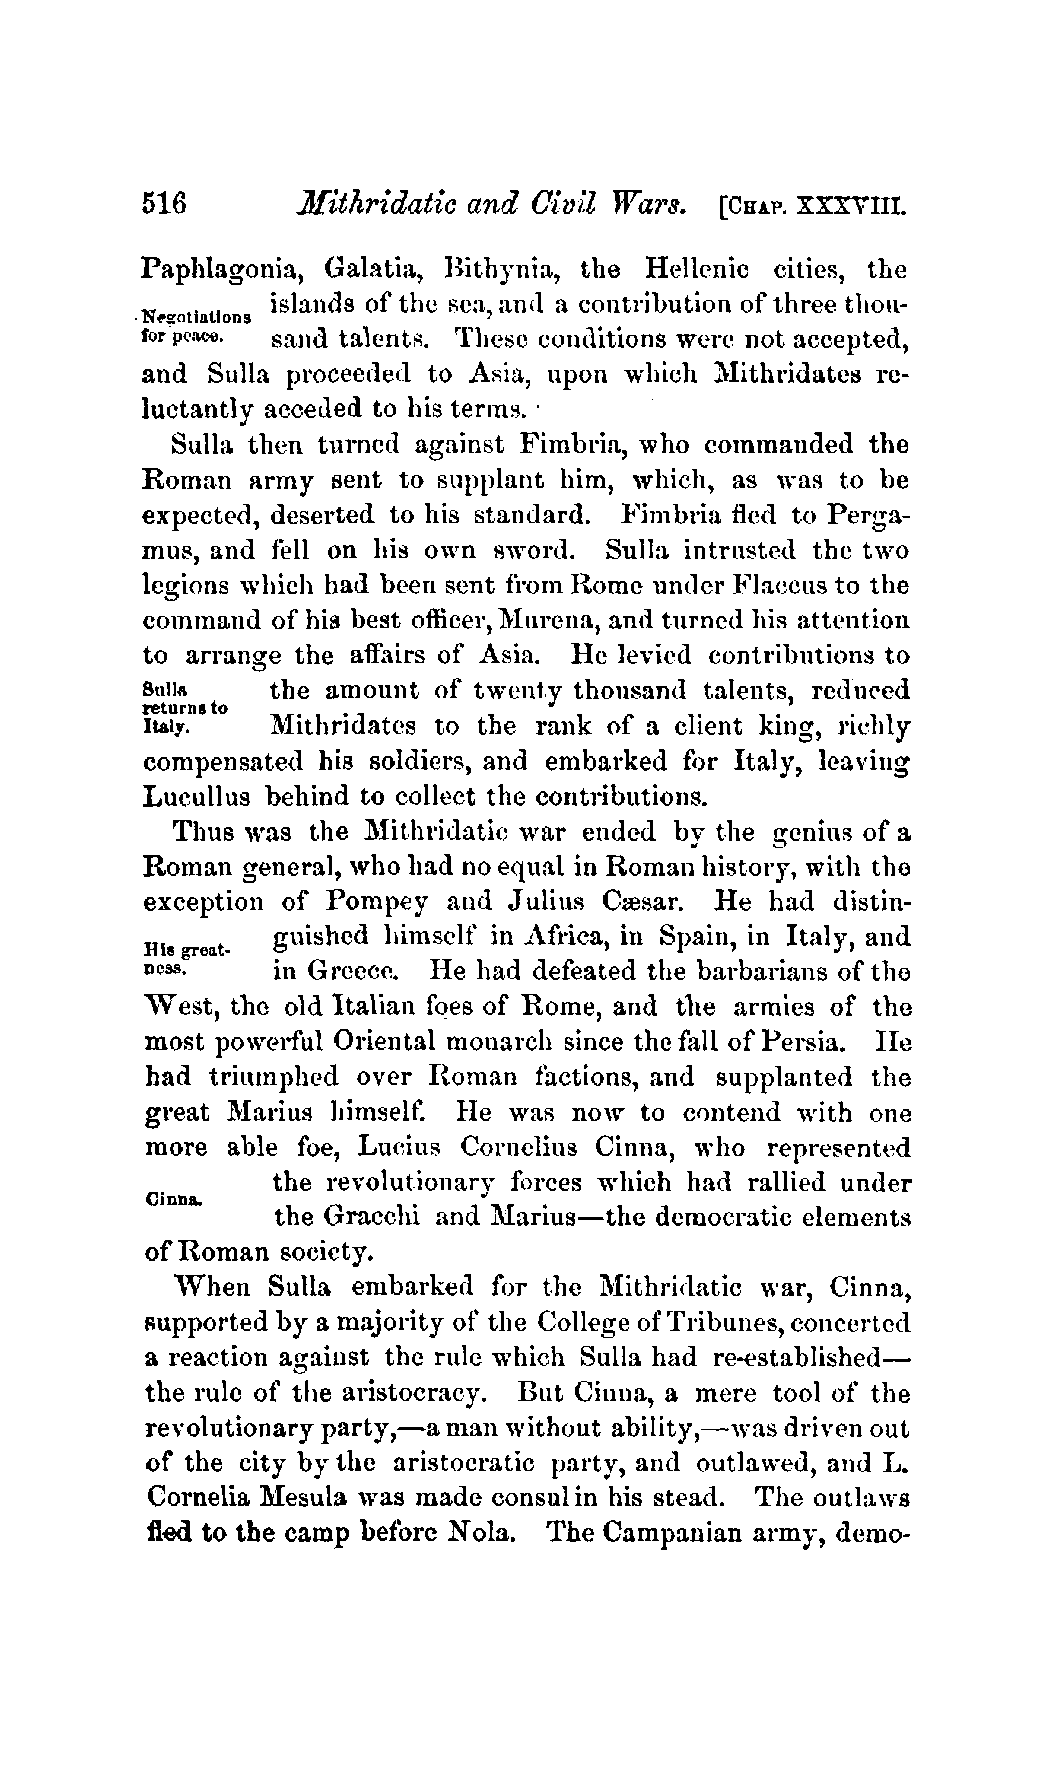 516 Mithridatic and Civil Wars. [CHAP. XXXVIII.
Paphlagonia, Galatia, Bithynia, the Hellenic cities, the
Negotiations
for peace.
islands of the sea, and a contribution of three thou-
sand talents. These conditions were not accepted,
and Sulla proceeded to Asia, upon which Mithridates re-
luctantly acceded to his terms.
Sulla then turned against Fimbria, who commanded the
Roman army sent to supplant him, which, as was to be
expected, deserted to his standard. Fimbria fled to Perga-
mus, and fell on his own sword. Sulla intrusted the two
legions which had been sent from Rome under Flaccus to the
command of his best officer, Murena, and turned his attention
to arrange the affairs of Asia. He levied contributions to
Sulla
returns to
Italy.
the amount of twenty thousand talents, reduced
Mithridates to the rank of a client king, richly
compensated his soldiers, and embarked for Italy, leaving
Lucullus behind to collect the contributions.
Thus was the Mithridatic war ended by the genius of a
Roman general, who had no equal in Roman history, with the
exception of Pompey and Julius Cæsar. He had distin-
His great-
ness.
guished himself in Africa, in Spain, in Italy, and
in Greece. He had defeated the barbarians of the
West, the old Italian foes of Rome, and the armies of the
most powerful Oriental monarch since the fall of Persia. He
had triumphed over Roman factions, and supplanted the
great Marius himself. He was now to contend with one
more able foe, Lucius Cornelius Cinna, who represented
Cinna.
the revolutionary forces which had rallied under
the Gracchi and Marius—the democratic elements
of Roman society.
When Sulla embarked for the Mithridatic war, Cinna,
supported by a majority of the College of Tribunes, concerted
a reaction against the rule which Sulla had re-established—
the rule of the aristocracy. But Cinna, a mere tool of the
revolutionary party,—a man without ability,—was driven out
of the city by the aristocratic party, and outlawed, and L.
Cornelia Mesula was made consul in his stead. The outlaws
fled to the camp before Nola. The Campanian army, demo-